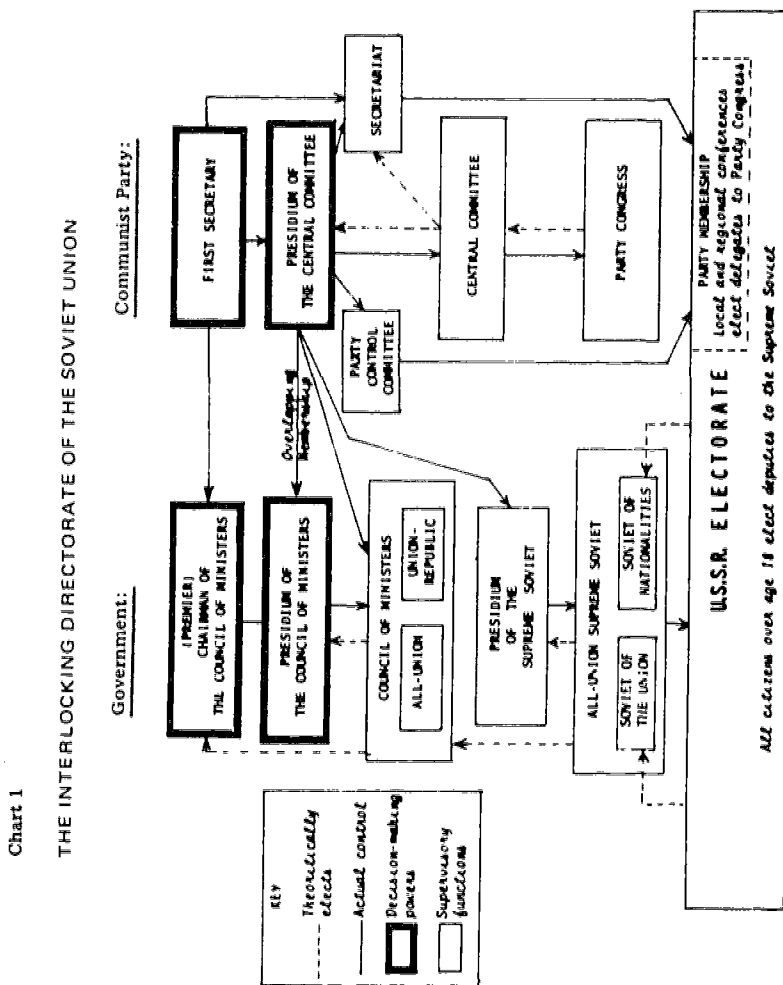 Chart 1
THE INTERLOCKING DIRECTORATE OF THE SOVIET UNION
Government:
Communist Party:
KEY
Theoretically
elects
Actual control
Decision-making
powers
Supervisory
functions
(PREMIER)
CHAIRMAN OF
THE COUNCIL OF MINISTERS
FIRST SECRETARY
PRESIDIUM OF
THE COUNCIL OF MINISTERS
Overlapping
Membership
PRESIDIUM OF
THE CENTRAL COMMITTEE
SECRETARIAT
COUNCIL OF MINISTERS
ALL-UNION
UNION-
REPUBLIC
PARTY
CONTROL
COMMITTEE
CENTRAL COMMITTEE
PRESIDIUM
OF THE
SUPREME SOVIET
PARTY CONGRESS
ALL-UNION SUPREME SOVIET
SOVIET OF
THE UNION
SOVIET OF
NATIONALITIES
U.S.S.R. ELECTORATE
PARTY MEMBERSHIP
Local and regional conferences
elect delegates to Party Congress
All citizens over age 18 elect deputies to the Supreme Soviet